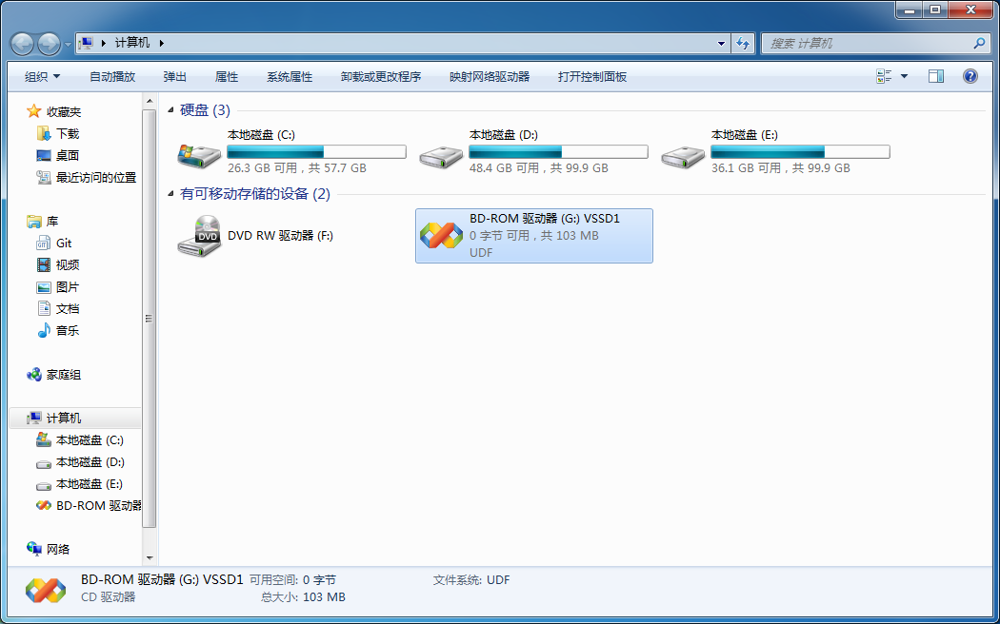 计算机
搜索 计算机
组织 自动播放 弹出 属性 系统属性 卸载或更改程序 映射网络驱动器 打开控制面板
收藏夹
下载
桌面
最近访问的位置
库
Git
视频
图片
文档
音乐
家庭组
计算机
本地磁盘 (C:)
本地磁盘 (D:)
本地磁盘 (E:)
BD-ROM 驱动器
网络
硬盘 (3)
本地磁盘 (C:)
26.3 GB 可用，共 57.7 GB
本地磁盘 (D:)
48.4 GB 可用，共 99.9 GB
本地磁盘 (E:)
36.1 GB 可用，共 99.9 GB
有可移动存储的设备 (2)
DVD
DVD RW 驱动器 (F:)
BD-ROM 驱动器 (G:) VSSD1
0 字节 可用，共 103 MB
UDF
BD-ROM 驱动器 (G:) VSSD1 可用空间: 0 字节 文件系统: UDF
CD 驱动器 总大小: 103 MB